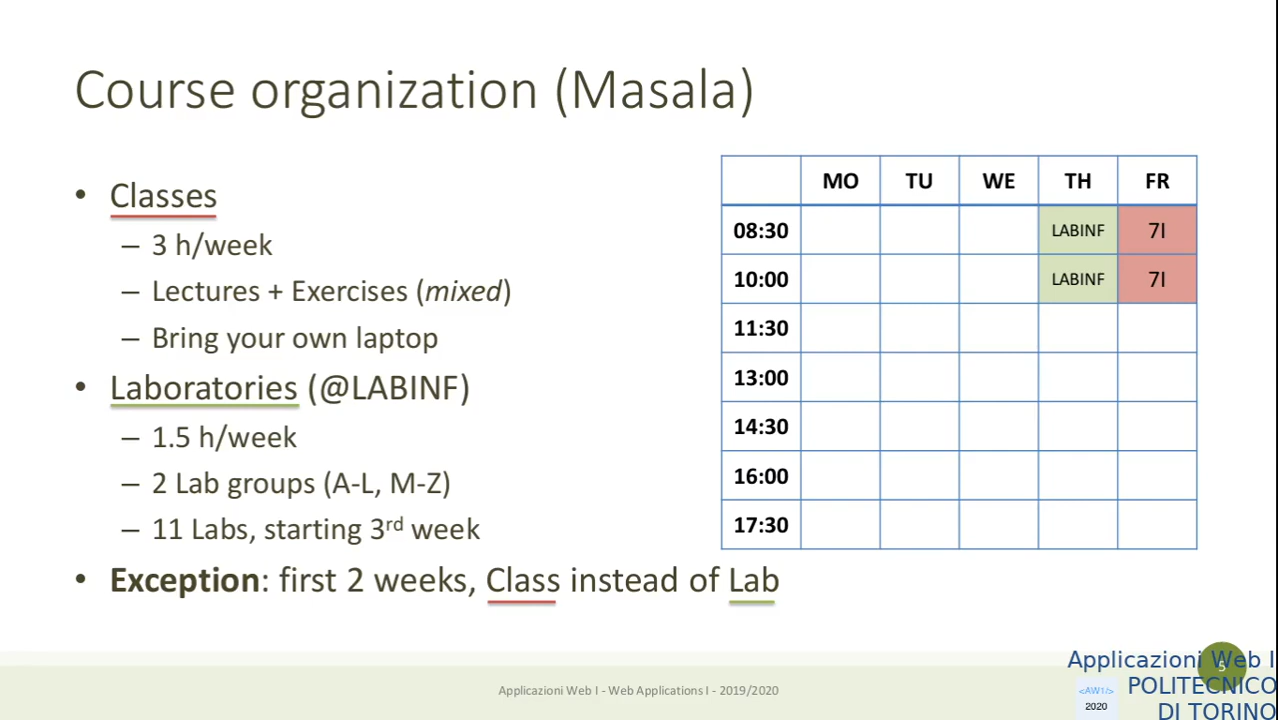 Course organization (Masala)
• Classes
– 3 h/week
– Lectures + Exercises (mixed)
– Bring your own laptop
• Laboratories (@LABINF)
– 1.5 h/week
– 2 Lab groups (A-L, M-Z)
– 11 Labs, starting 3rd week
• Exception: first 2 weeks, Class instead of Lab
MO TU WE TH FR
08:30 LABINF 7I
10:00 LABINF 7I
11:30
13:00
14:30
16:00
17:30
Applicazioni Web I - Web Applications I - 2019/2020
5
Applicazioni Web I
POLITECNICO
DI TORINO
<AW1/>
2020